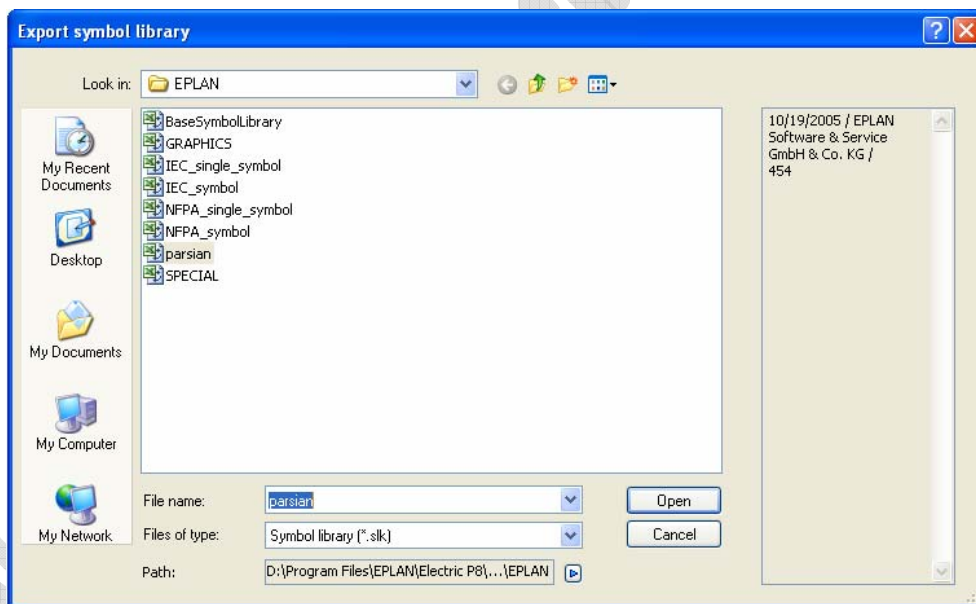 Export symbol library
Look in:
EPLAN
My Recent
Documents
Desktop
My Documents
My Computer
My Network
BaseSymbolLibrary
GRAPHICS
IEC_single_symbol
IEC_symbol
NFPA_single_symbol
NFPA_symbol
parsian
SPECIAL
10/19/2005 / EPLAN
Software & Service
GmbH & Co. KG /
454
File name:
parsian
Open
Files of type:
Symbol library (*.slk)
Cancel
Path:
D:\Program Files\EPLAN\Electric P8\...\EPLAN